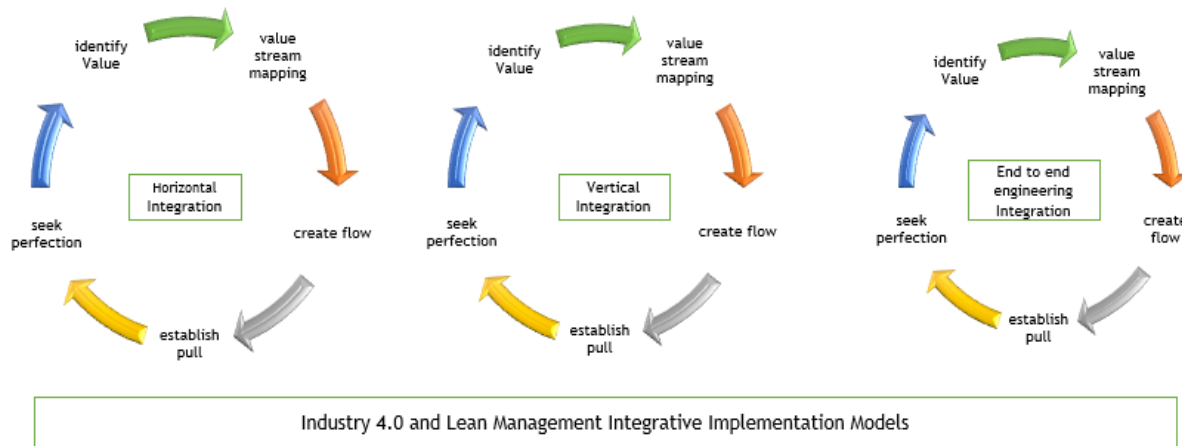 identify
Value
value
stream
mapping
Horizontal
Integration
create flow
establish
pull
seek
perfection
identify
Value
value
stream
mapping
Vertical
Integration
create flow
establish
pull
seek
perfection
identify
Value
value
stream
mapping
End to end
engineering
Integration
create
flow
establish
pull
seek
perfection
Industry 4.0 and Lean Management Integrative Implementation Models